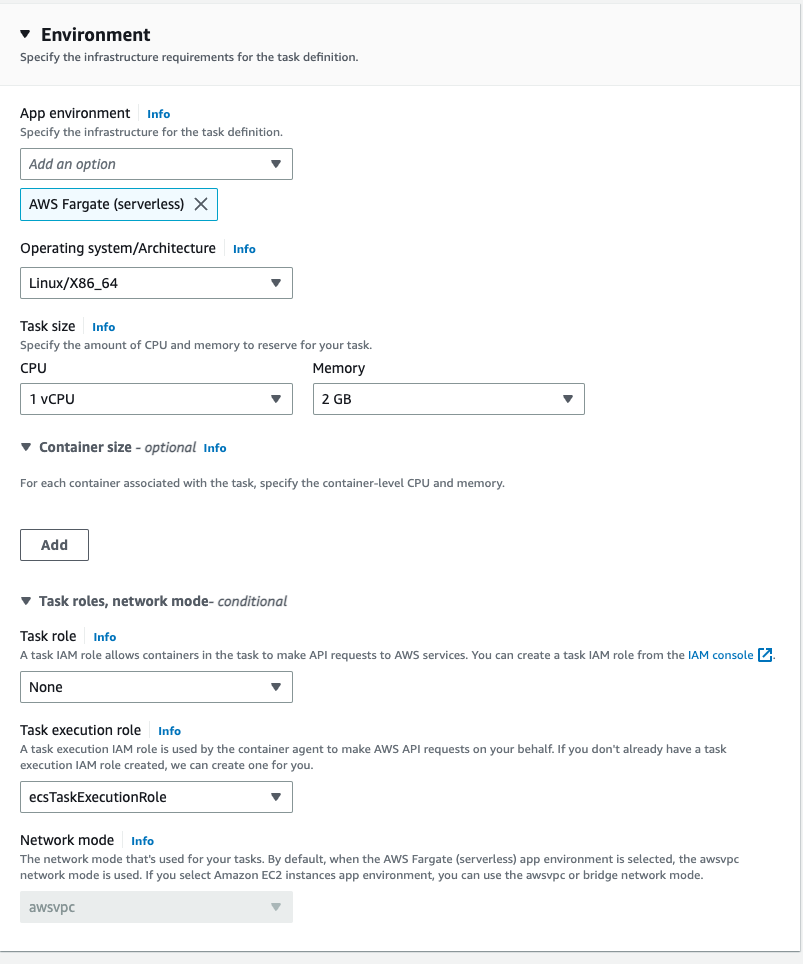 Environment
Specify the infrastructure requirements for the task definition.
App environment Info
Specify the infrastructure for the task definition.
Add an option
AWS Fargate (serverless)
Operating system/Architecture Info
Linux/X86_64
Task size Info
Specify the amount of CPU and memory to reserve for your task.
CPU Memory
1 vCPU 2 GB
Container size - optional Info
For each container associated with the task, specify the container-level CPU and memory.
Add
Task roles, network mode- conditional
Task role Info
A task IAM role allows containers in the task to make API requests to AWS services. You can create a task IAM role from the IAM console.
None
Task execution role Info
A task execution IAM role is used by the container agent to make AWS API requests on your behalf. If you don't already have a task
execution IAM role created, we can create one for you.
ecsTaskExecutionRole
Network mode Info
The network mode that's used for your tasks. By default, when the AWS Fargate (serverless) app environment is selected, the awsvpc
network mode is used. If you select Amazon EC2 instances app environment, you can use the awsvpc or bridge network mode.
awsvpc